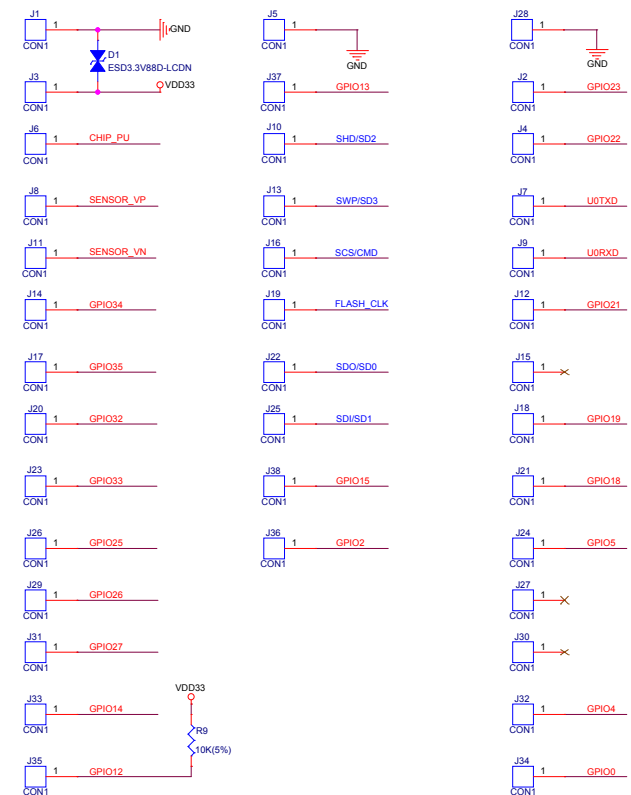 J1
1
GND
CON1
D1
ESD3.3V88D-LCDN
J3
1
VDD33
CON1
J6
1
CHIP_PU
CON1
J8
1
SENSOR_VP
CON1
J11
1
SENSOR_VN
CON1
J14
1
GPIO34
CON1
J17
1
GPIO35
CON1
J20
1
GPIO32
CON1
J23
1
GPIO33
CON1
J26
1
GPIO25
CON1
J29
1
GPIO26
CON1
J31
1
GPIO27
CON1
J33
1
GPIO14
CON1
VDD33
R9
10K(5%)
J35
1
GPIO12
CON1
J5
1
CON1
GND
J37
1
GPIO13
CON1
J10
1
SHD/SD2
CON1
J13
1
SWP/SD3
CON1
J16
1
SCS/CMD
CON1
J19
1
FLASH_CLK
CON1
J22
1
SDO/SD0
CON1
J25
1
SDI/SD1
CON1
J38
1
GPIO15
CON1
J36
1
GPIO2
CON1
J28
1
CON1
GND
J2
1
GPIO23
CON1
J4
1
GPIO22
CON1
J7
1
U0TXD
CON1
J9
1
U0RXD
CON1
J12
1
GPIO21
CON1
J15
1
CON1
J18
1
GPIO19
CON1
J21
1
GPIO18
CON1
J24
1
GPIO5
CON1
J27
1
CON1
J30
1
CON1
J32
1
GPIO4
CON1
J34
1
GPIO0
CON1